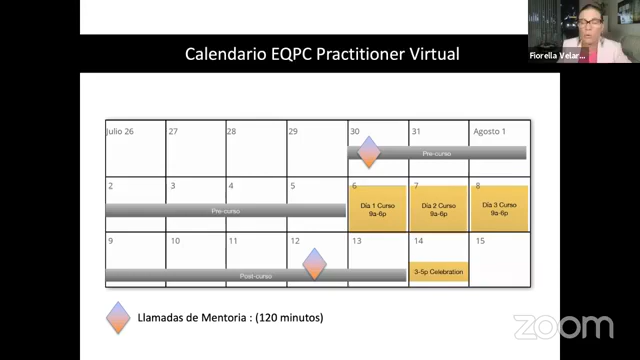 Calendario EQPC Practitioner Virtual
Fiorella Velar...
Julio 26
27
28
29
30
31
Agosto 1
Pre-curso
2
3
4
5
6
7
8
Pre-curso
Día 1 Curso
9a-6p
Día 2 Curso
9a-6p
Día 3 Curso
9a-6p
9
10
11
12
13
14
15
Post-curso
3-5p Celebration
Llamadas de Mentoria : (120 minutos)
zoom